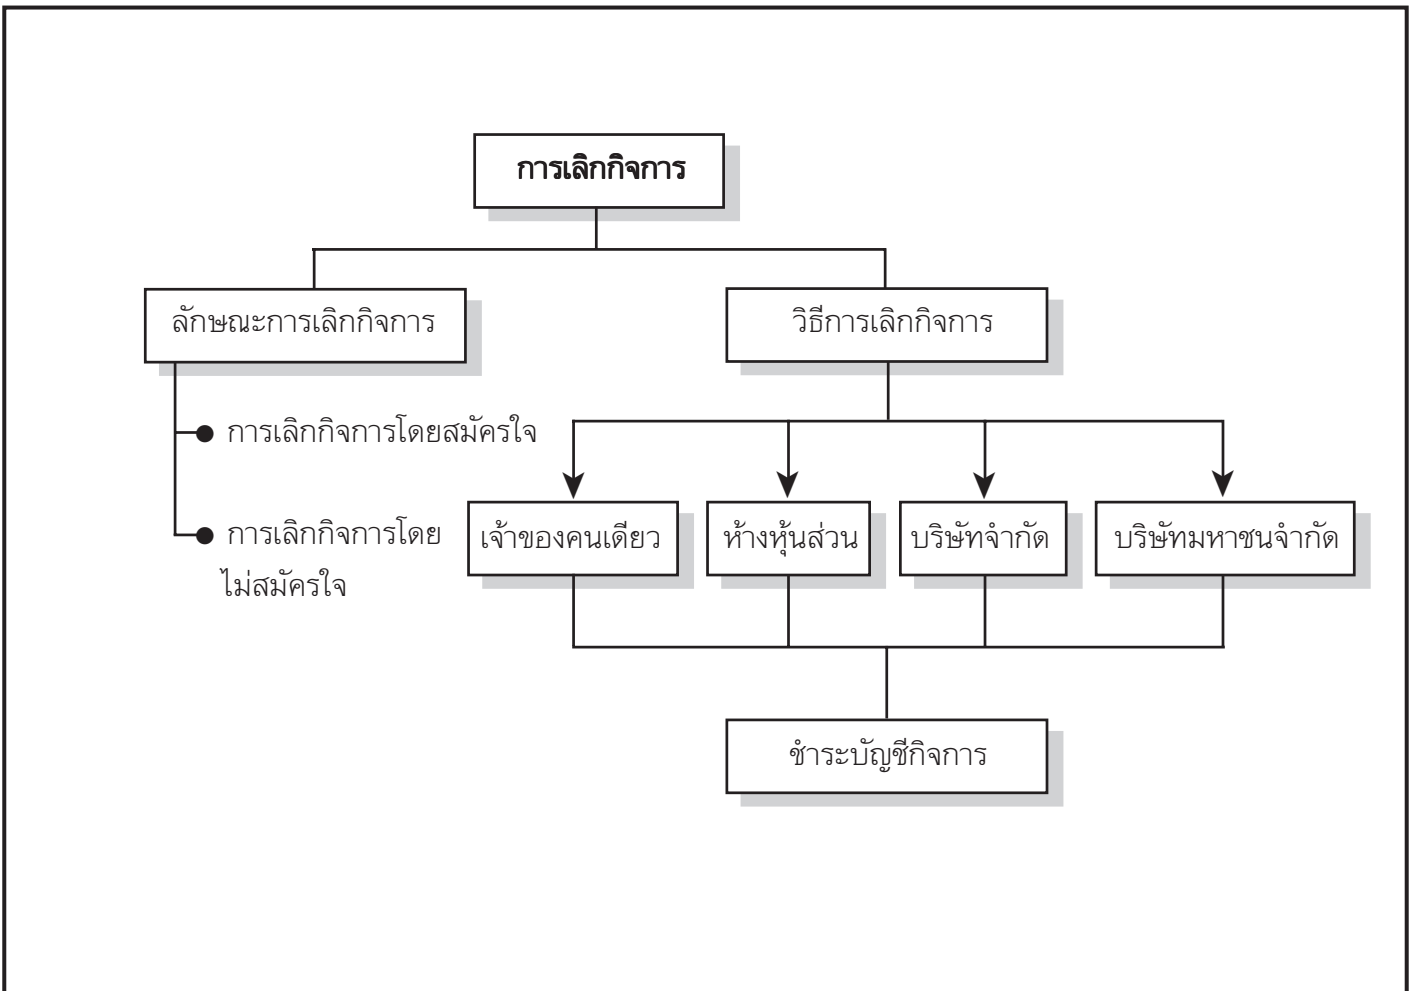 การเลิกกิจการ
ลักษณะการเลิกกิจการ
วิธีการเลิกกิจการ
การเลิกกิจการโดยสมัครใจ
การเลิกกิจการโดย
ไม่สมัครใจ
เจ้าของคนเดียว
ห้างหุ้นส่วน
บริษัทจำกัด
บริษัทมหาชนจำกัด
ชำระบัญชีกิจการ